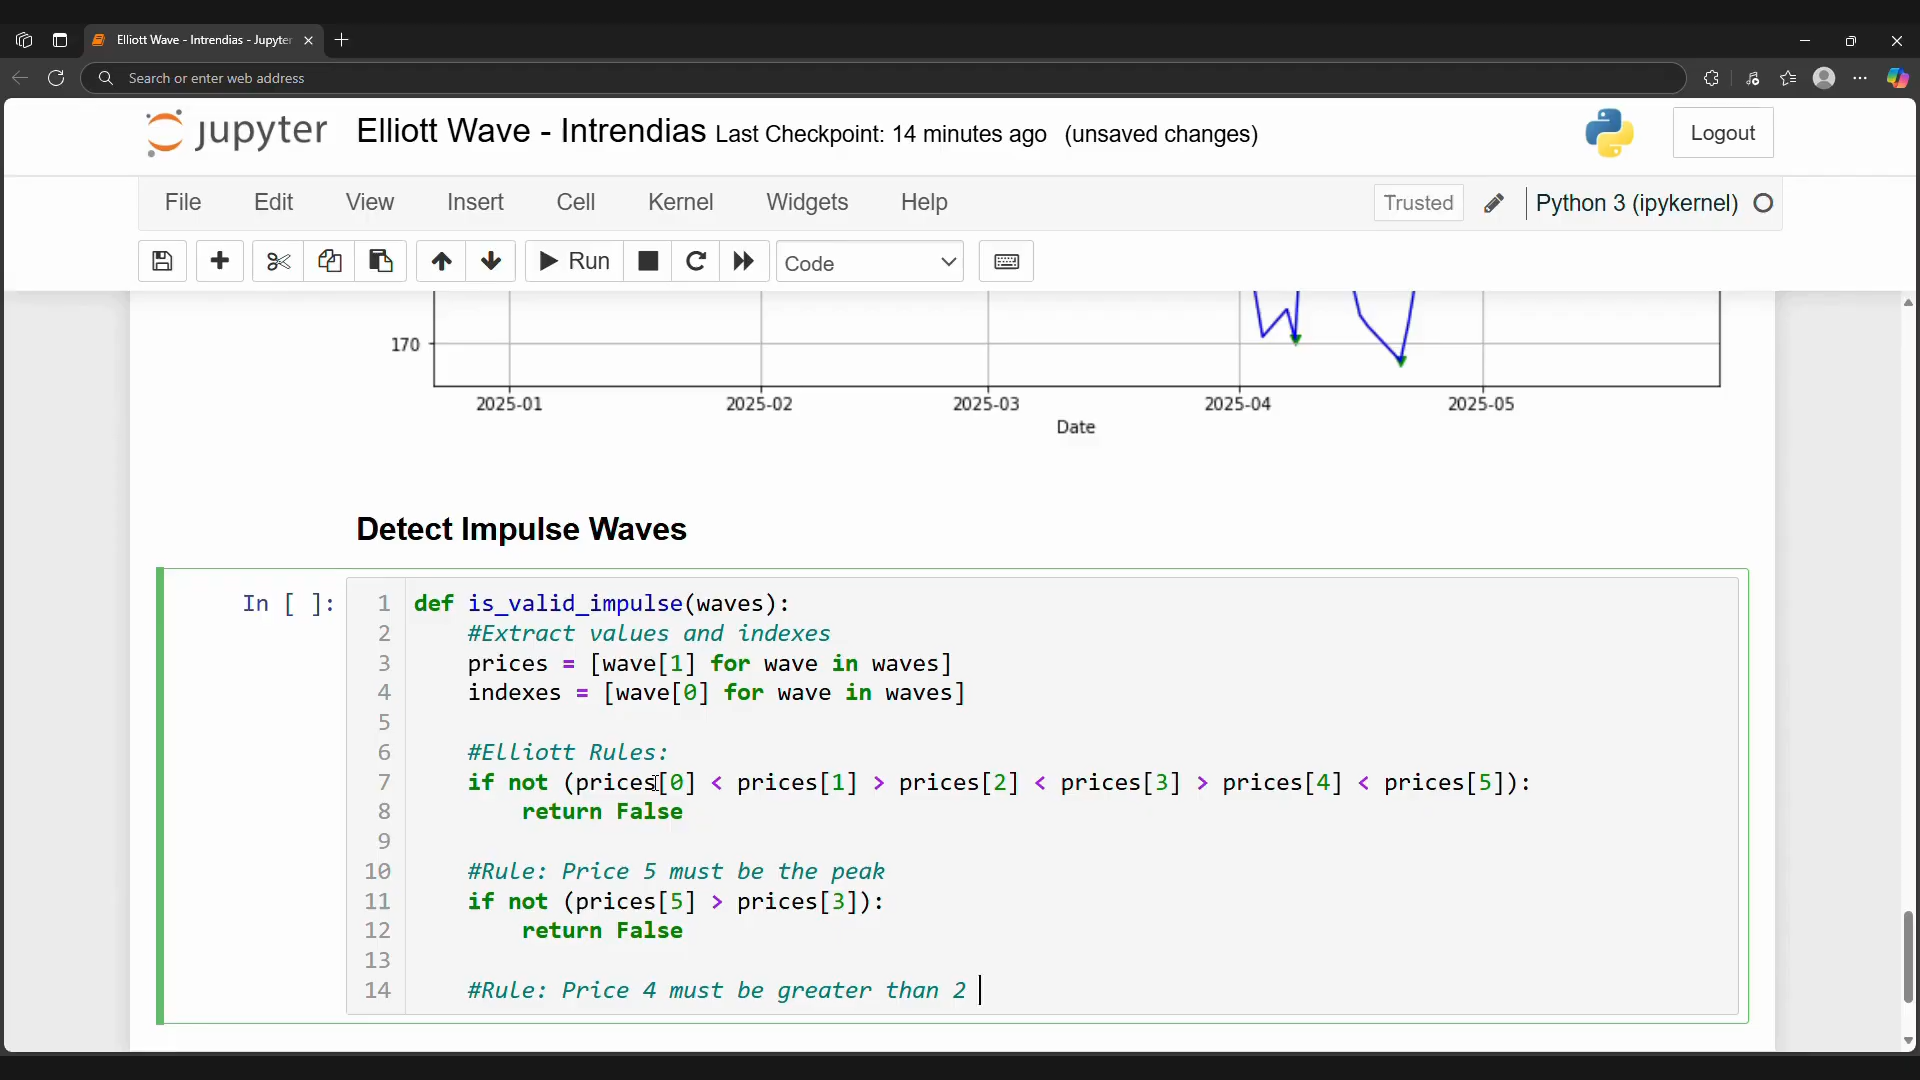 Elliott Wave - Intrendias - Jupyter
Search or enter web address
jupyter Elliott Wave - Intrendias Last Checkpoint: 14 minutes ago (unsaved changes)
Logout
File Edit View Insert Cell Kernel Widgets Help
Trusted Python 3 (ipykernel)
Run Code
170
2025-01 2025-02 2025-03 2025-04 2025-05
Date
Detect Impulse Waves
In [ ]:
1 def is_valid_impulse(waves):
2 #Extract values and indexes
3 prices = [wave[1] for wave in waves]
4 indexes = [wave[0] for wave in waves]
5
6 #Elliott Rules:
7 if not (prices[0] < prices[1] > prices[2] < prices[3] > prices[4] < prices[5]):
8 return False
9
10 #Rule: Price 5 must be the peak
11 if not (prices[5] > prices[3]):
12 return False
13
14 #Rule: Price 4 must be greater than 2